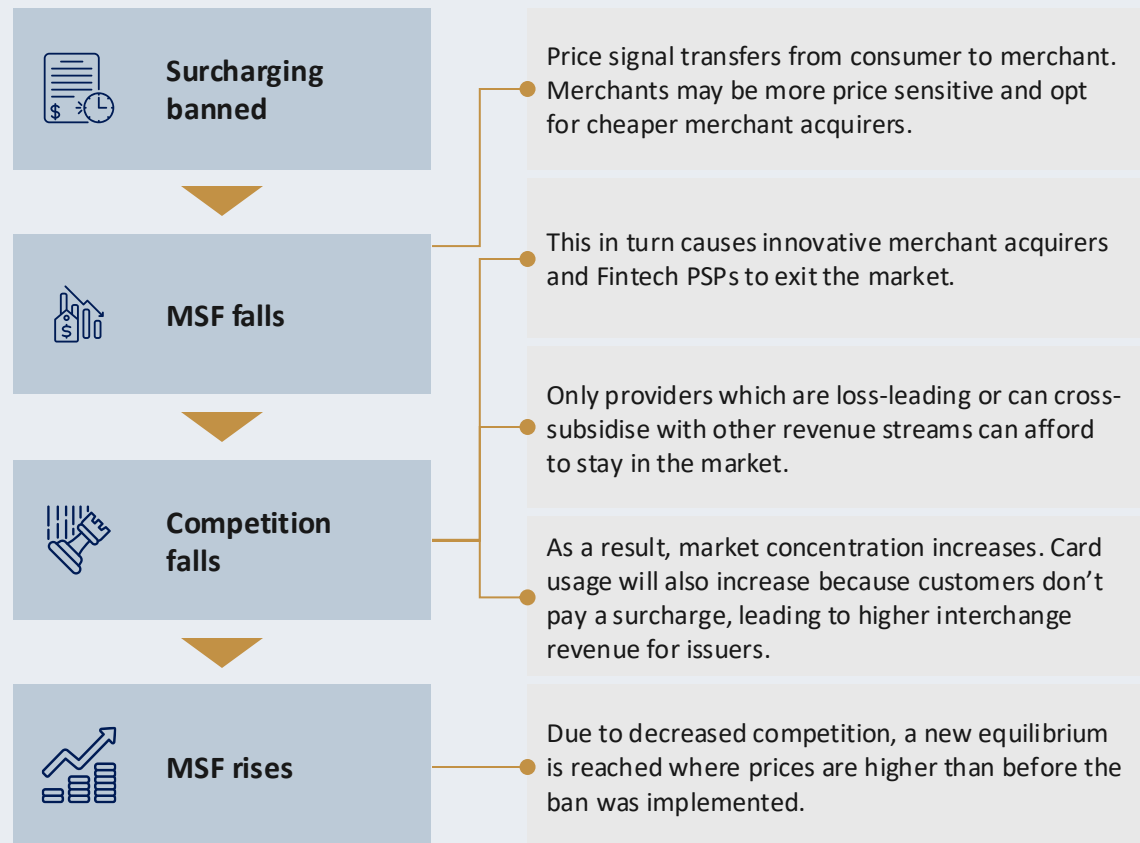 Surcharging
banned
Price signal transfers from consumer to merchant.
Merchants may be more price sensitive and opt
for cheaper merchant acquirers.
MSF falls
This in turn causes innovative merchant acquirers
and Fintech PSPs to exit the market.
Only providers which are loss-leading or can cross-
subsidise with other revenue streams can afford
to stay in the market.
Competition
falls
As a result, market concentration increases. Card
usage will also increase because customers don’t
pay a surcharge, leading to higher interchange
revenue for issuers.
MSF rises
Due to decreased competition, a new equilibrium
is reached where prices are higher than before the
ban was implemented.